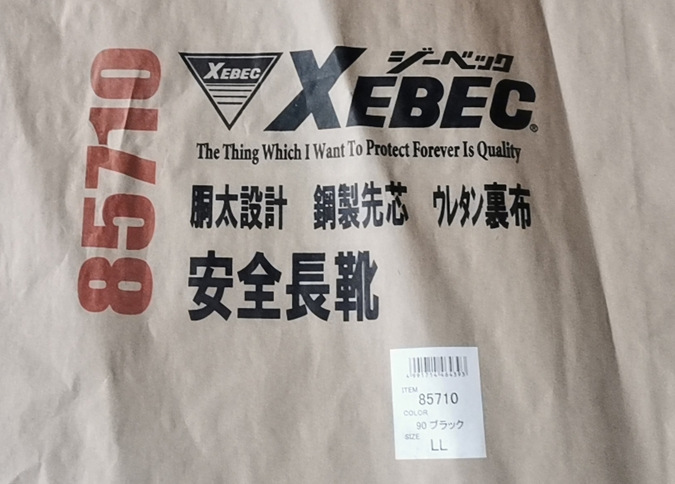 85710
XEBEC
ジーベック
XEBEC®
The Thing Which I Want To Protect Forever Is Quality
胴太設計 鋼製先芯 ウレタン裏布
安全長靴
ITEM
85710
COLOR
90 ブラック
SIZE
LL